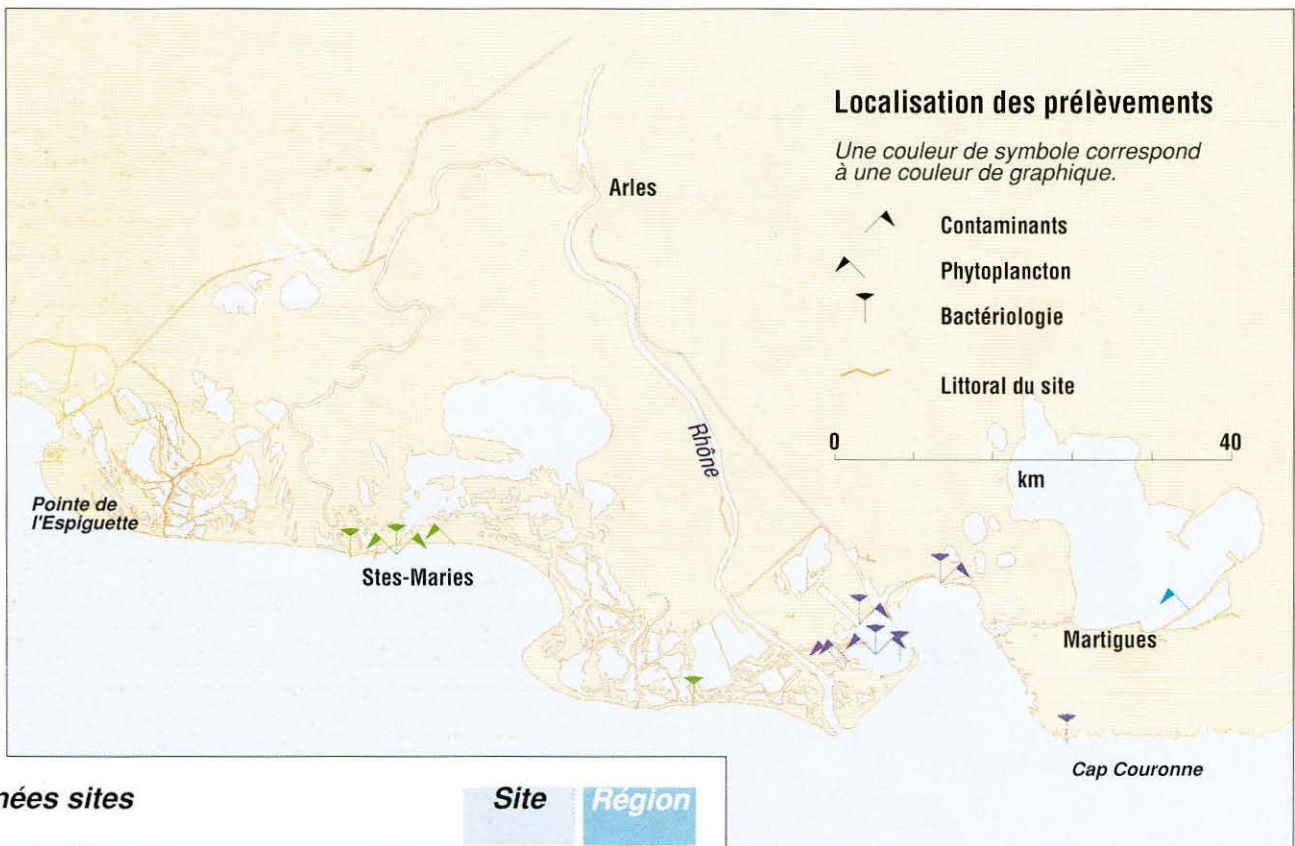 Localisation des prélèvements
Une couleur de symbole correspond
à une couleur de graphique.
Contaminants
Phytoplancton
Bactériologie
Littoral du site
0 40
km
Arles
Rhône
Pointe de
l'Espiguette
Stes-Maries
Martigues
Cap Couronne
nées sites
Site
Région